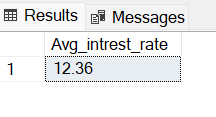 Results Messages
Avg_intrest_rate
1 12.36